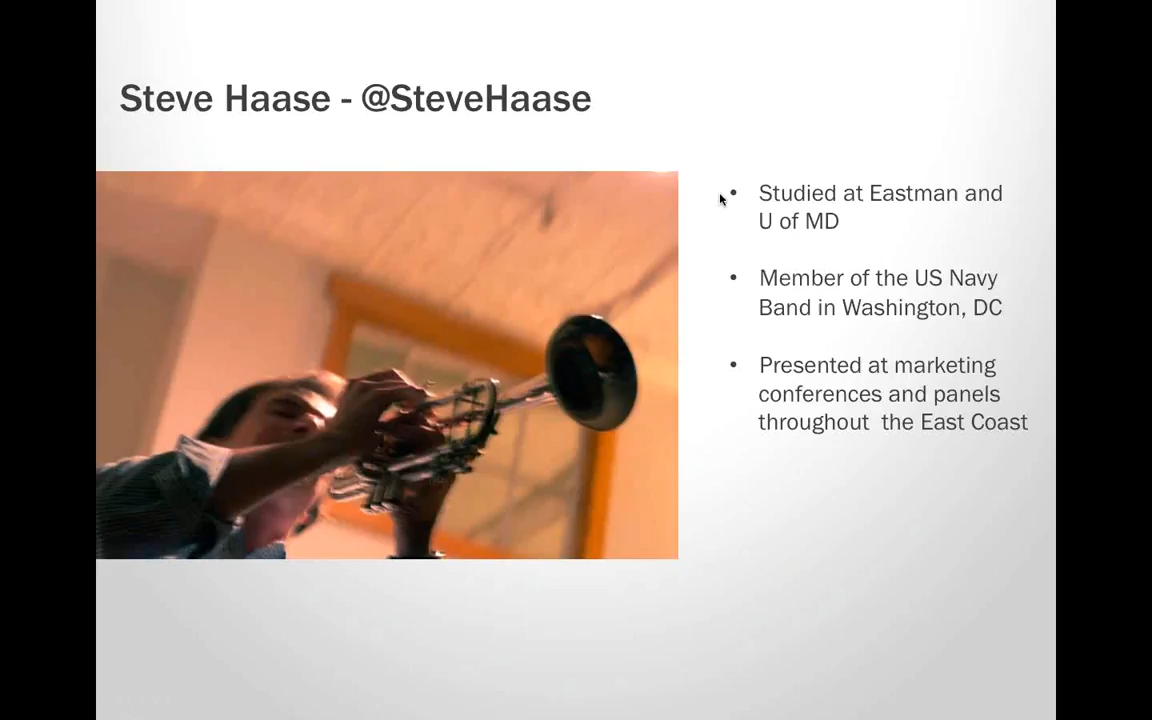 Steve Haase - @SteveHaase
• Studied at Eastman and
U of MD
• Member of the US Navy
Band in Washington, DC
• Presented at marketing
conferences and panels
throughout  the East Coast